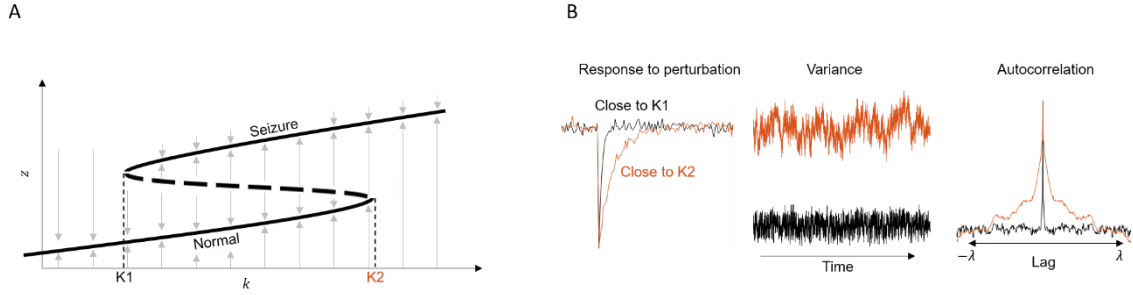 A
z
Seizure
Normal
K1
k
K2
B
Response to perturbation
Close to K1
Close to K2
Variance
Time
Autocorrelation
−λ
λ
Lag